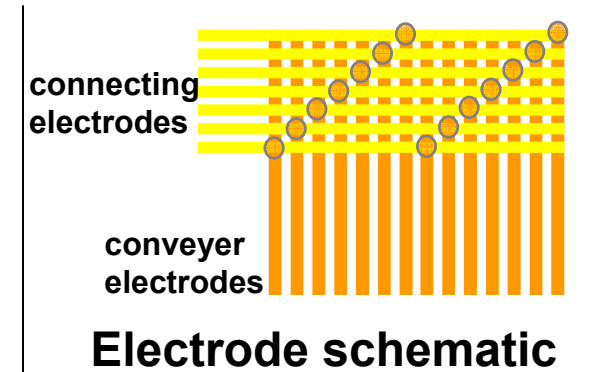 connecting
electrodes
conveyer
electrodes
Electrode schematic